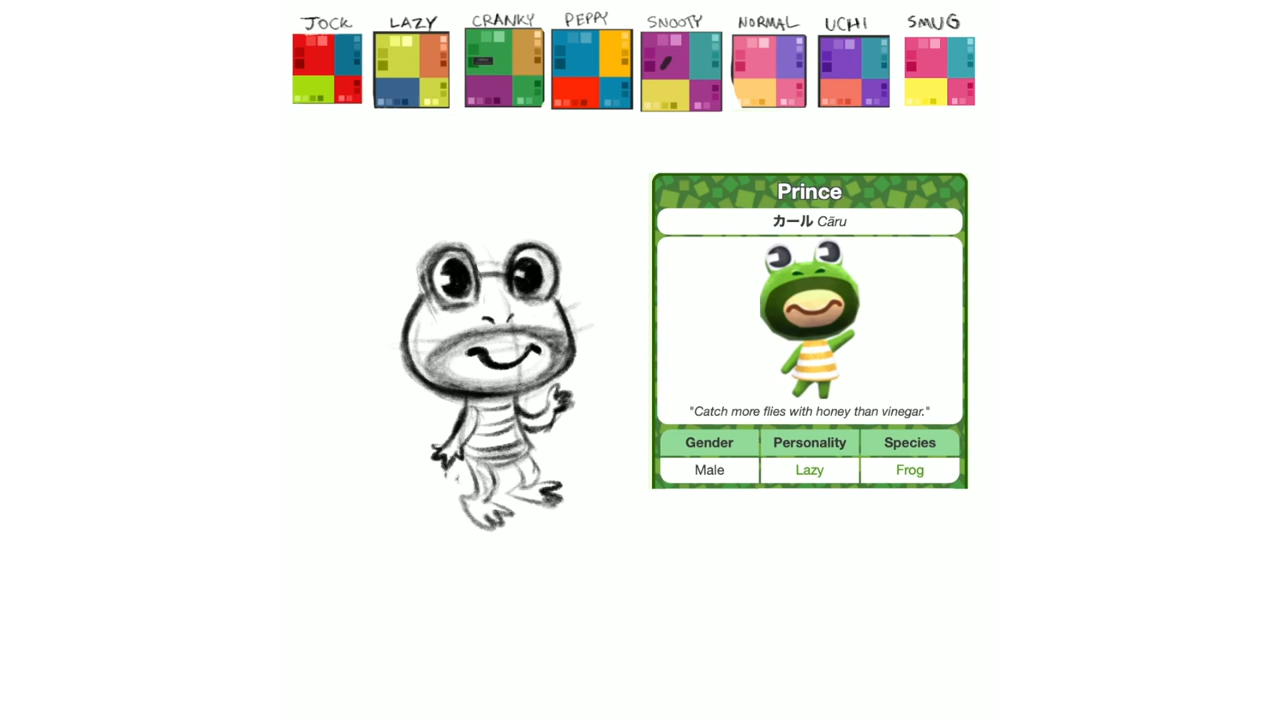 JOCK LAZY CRANKY PEPPY SNOOTY NORMAL UCHI SMUG
Prince
カール Cāru
"Catch more flies with honey than vinegar."
Gender Personality Species
Male Lazy Frog